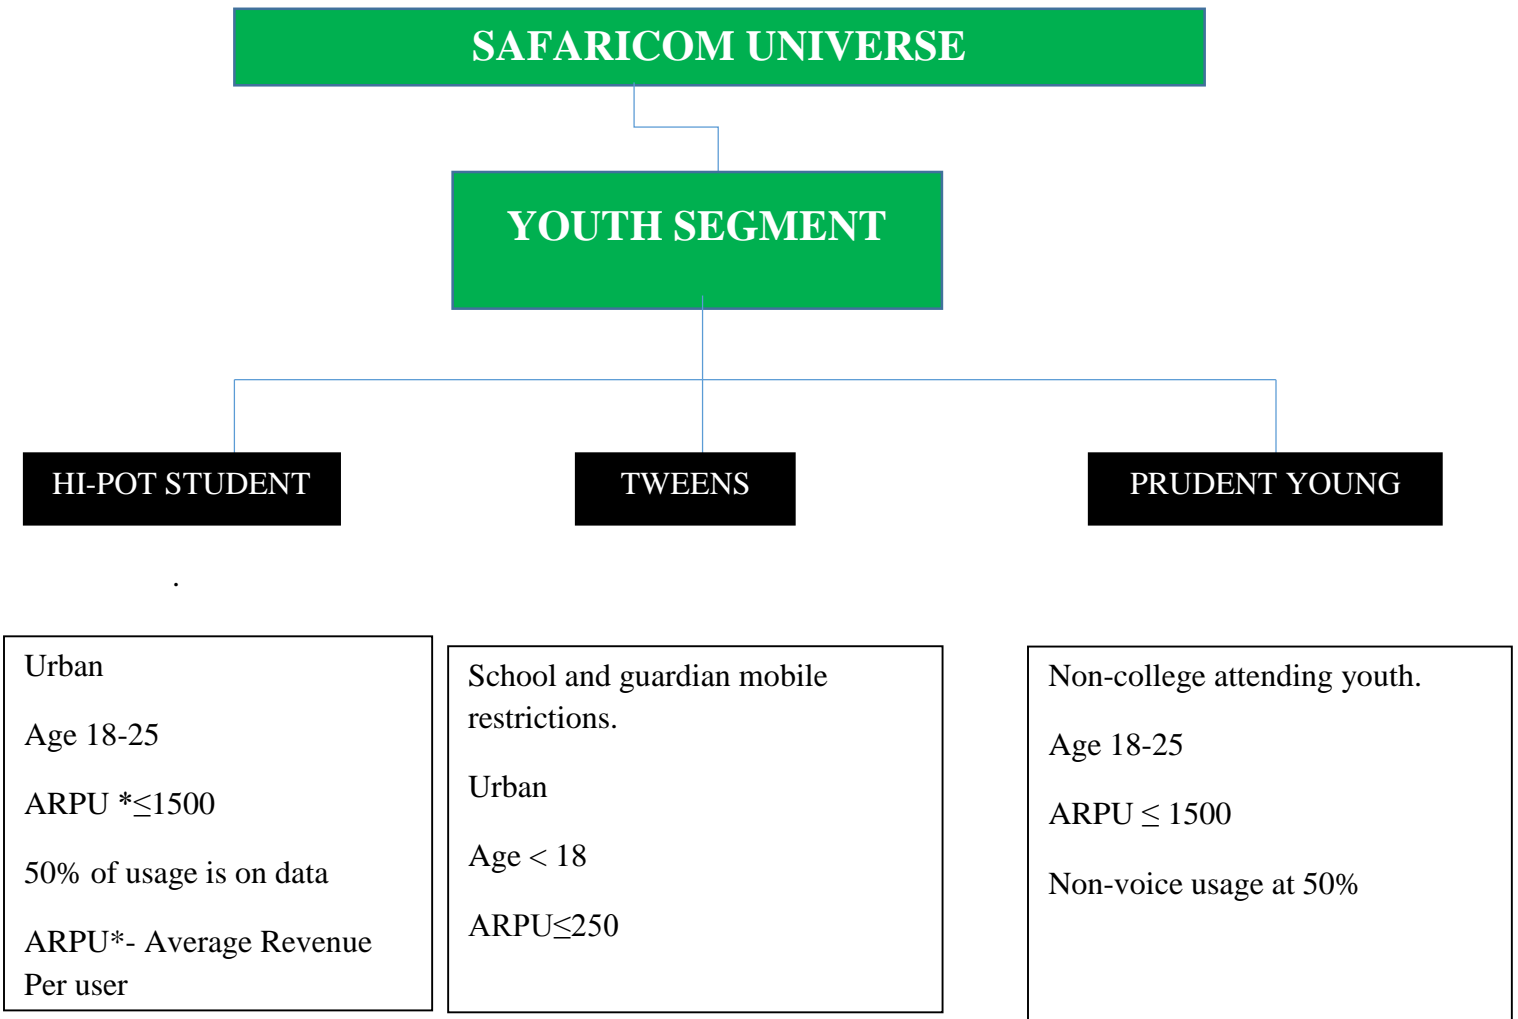 SAFARICOM UNIVERSE
YOUTH SEGMENT
HI-POT STUDENT
TWEENS
PRUDENT YOUNG
.
Urban
Age 18-25
ARPU *≤1500
50% of usage is on data
ARPU*- Average Revenue
Per user
School and guardian mobile
restrictions.
Urban
Age < 18
ARPU≤250
Non-college attending youth.
Age 18-25
ARPU ≤ 1500
Non-voice usage at 50%